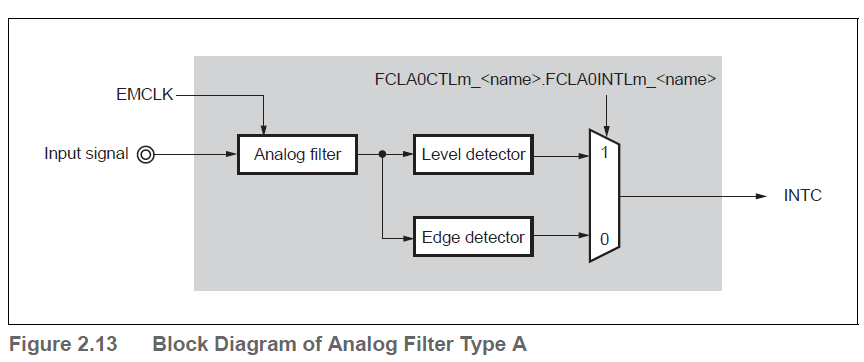 FCLA0CTLm_<name>.FCLA0INTLm_<name>
EMCLK
Input signal
Analog filter
Level detector
1
INTC
Edge detector
0
Figure 2.13 Block Diagram of Analog Filter Type A